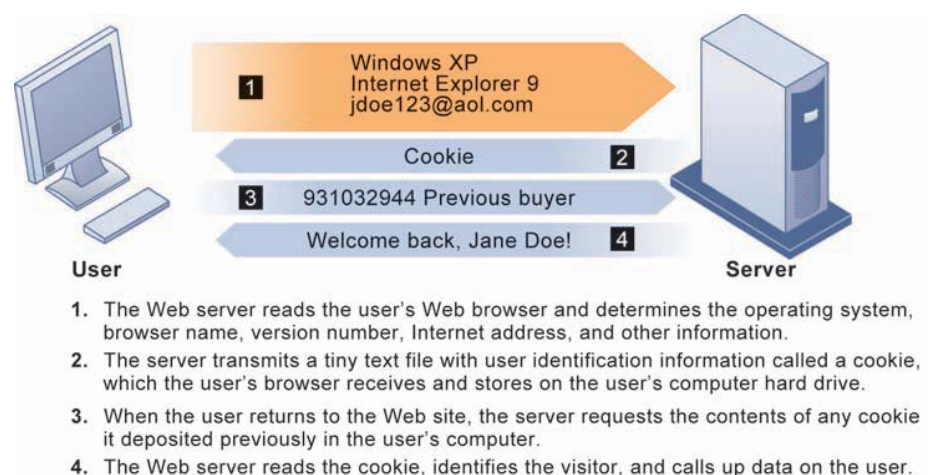 1
Windows XP
Internet Explorer 9
jdoe123@aol.com
Cookie 2
3 931032944 Previous buyer
Welcome back, Jane Doe! 4
User
Server
1. The Web server reads the user's Web browser and determines the operating system,
browser name, version number, Internet address, and other information.
2. The server transmits a tiny text file with user identification information called a cookie,
which the user's browser receives and stores on the user's computer hard drive.
3. When the user returns to the Web site, the server requests the contents of any cookie
it deposited previously in the user's computer.
4. The Web server reads the cookie, identifies the visitor, and calls up data on the user.